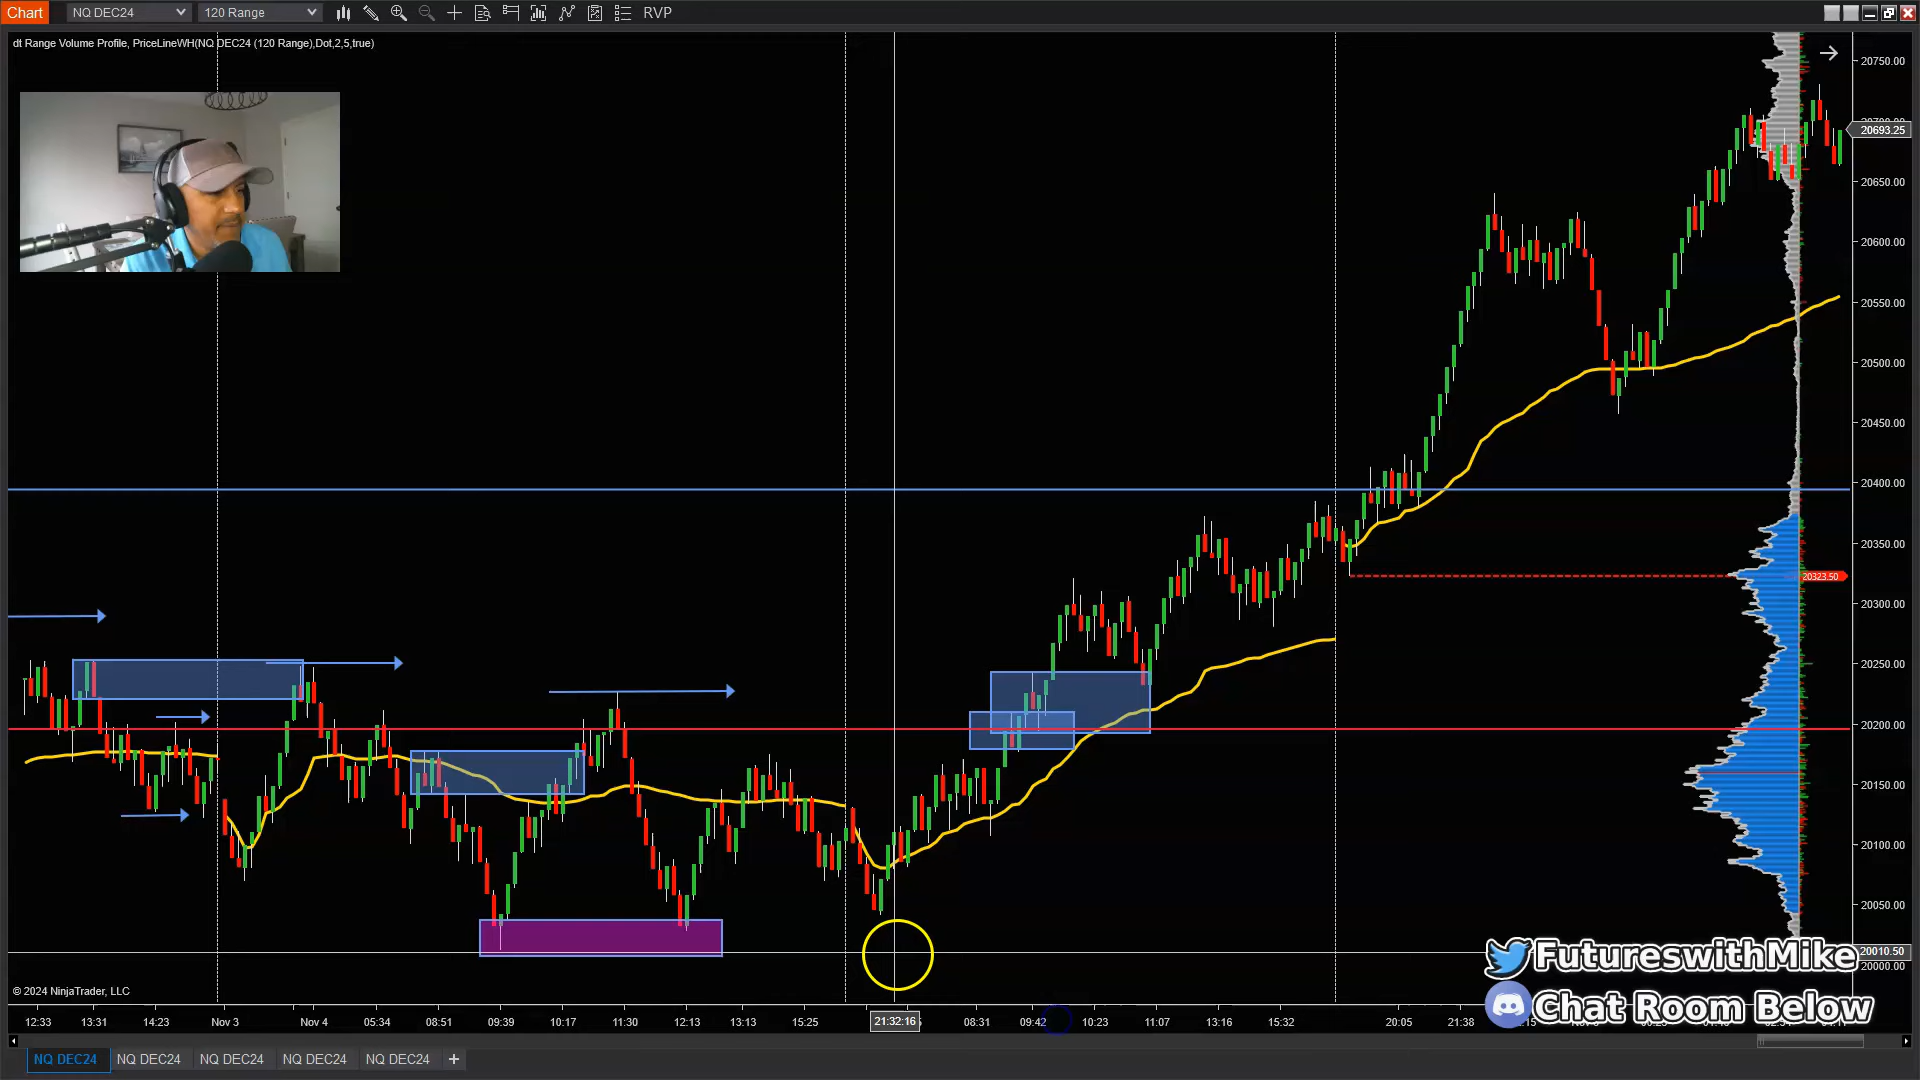 Chart NQ DEC24 120 Range RVP
dt Range Volume Profile, PriceLineWH(NQ DEC24 (120 Range),Dot,2,5,true)
20750.00
20693.25
20650.00
20600.00
20550.00
20500.00
20450.00
20400.00
20350.00
20323.50
20300.00
20250.00
20200.00
20150.00
20100.00
20050.00
FutureswithMike
20010.50
20000.00
© 2024 NinjaTrader, LLC
Chat Room Below
12:33 13:31 14:23 Nov 3 Nov 4 05:34 08:51 09:39 10:17 11:30 12:13 13:13 15:25 21:32:16 08:31 09:42 10:23 11:07 13:16 15:32 20:05 21:38
NQ DEC24 NQ DEC24 NQ DEC24 NQ DEC24 NQ DEC24 +